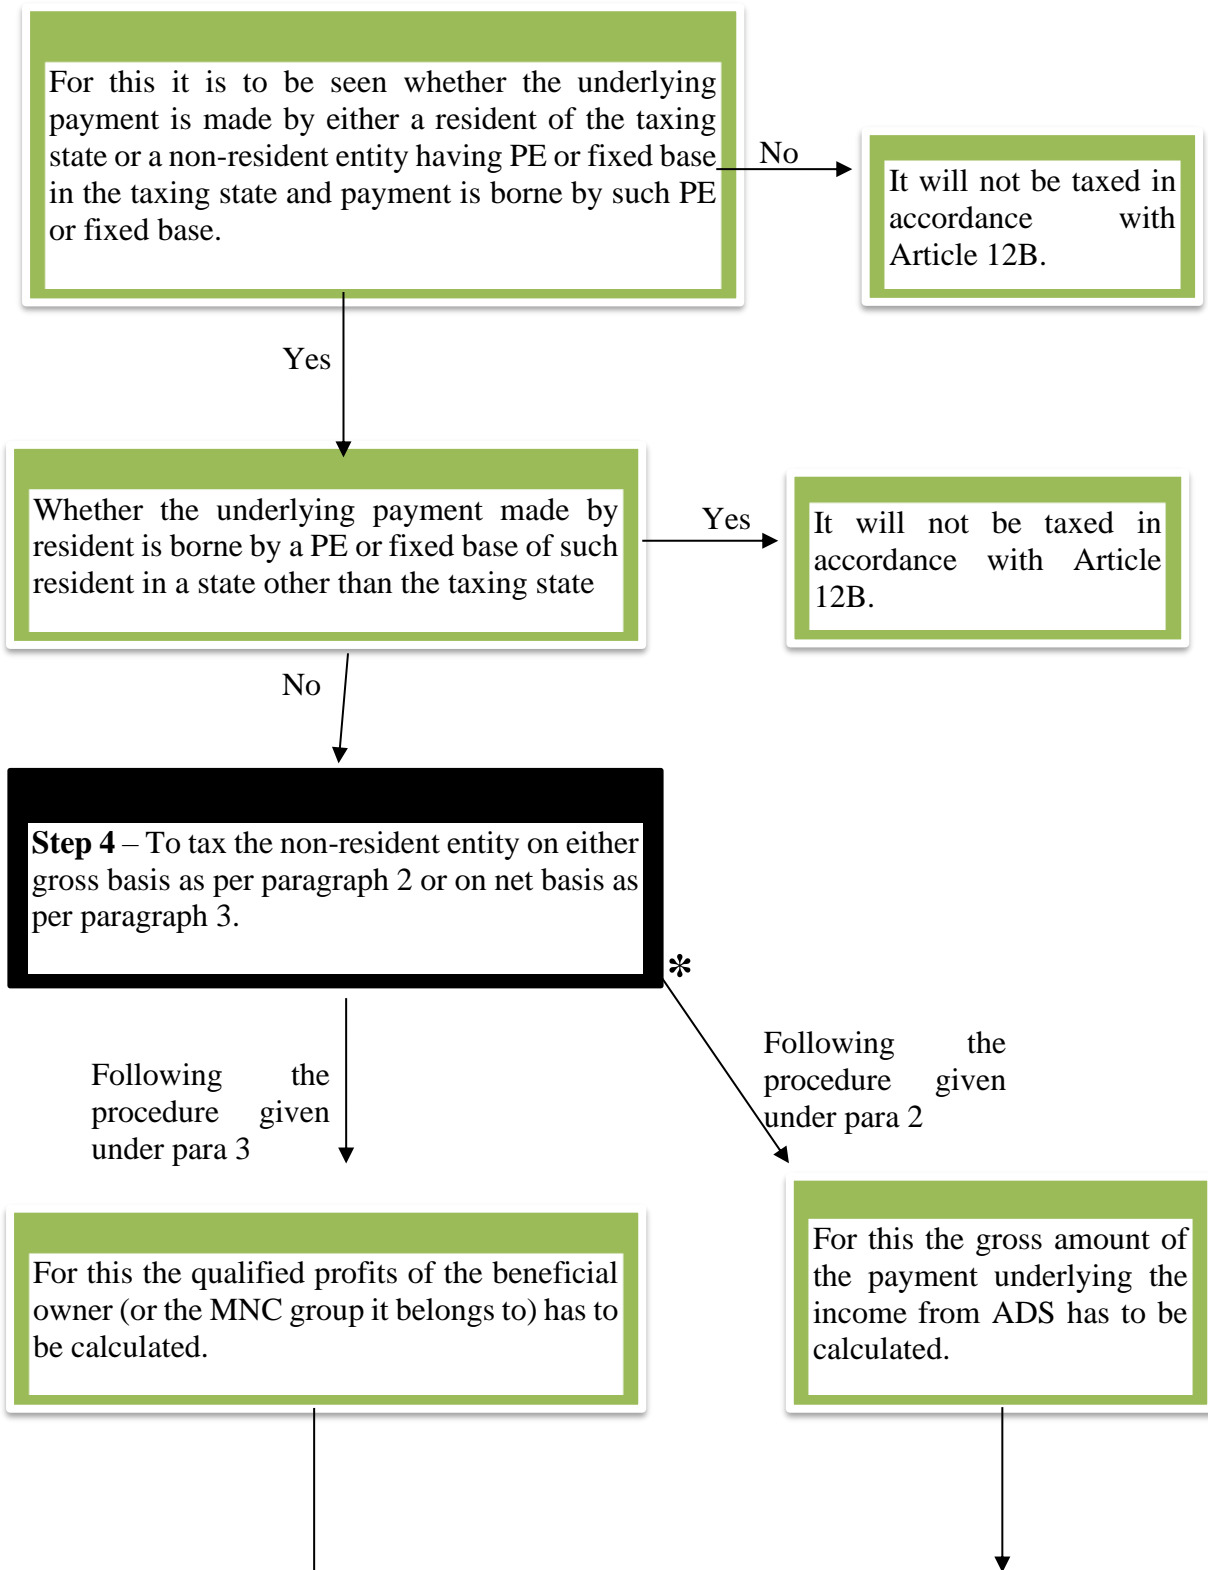 For this it is to be seen whether the underlying
payment is made by either a resident of the taxing
state or a non-resident entity having PE or fixed base
in the taxing state and payment is borne by such PE
or fixed base.
No
It will not be taxed in
accordance with
Article 12B.
Yes
Whether the underlying payment made by
resident is borne by a PE or fixed base of such
resident in a state other than the taxing state
Yes
It will not be taxed in
accordance with Article
12B.
No
Step 4 – To tax the non-resident entity on either
gross basis as per paragraph 2 or on net basis as
per paragraph 3.
*
Following the
procedure given
under para 3
Following the
procedure given
under para 2
For this the qualified profits of the beneficial
owner (or the MNC group it belongs to) has to
be calculated.
For this the gross amount of
the payment underlying the
income from ADS has to be
calculated.